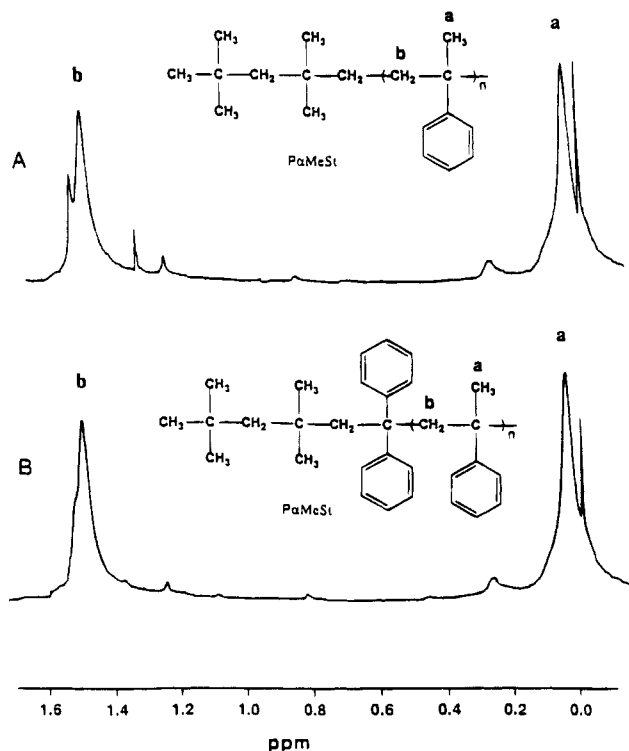 a
CH₃ CH₃ CH₃ a
b
b
CH₃ C CH₂ C CH₂ CH₂ C n
CH₃ CH₃
A
PαMeSt
a
CH₃ CH₃ CH₃ a
b
b
CH₃ C CH₂ C CH₂ C CH₂ C n
CH₃ CH₃
B
PαMeSt
1.6 1.4 1.2 1.0 0.8 0.6 0.4 0.2 0.0
ppm